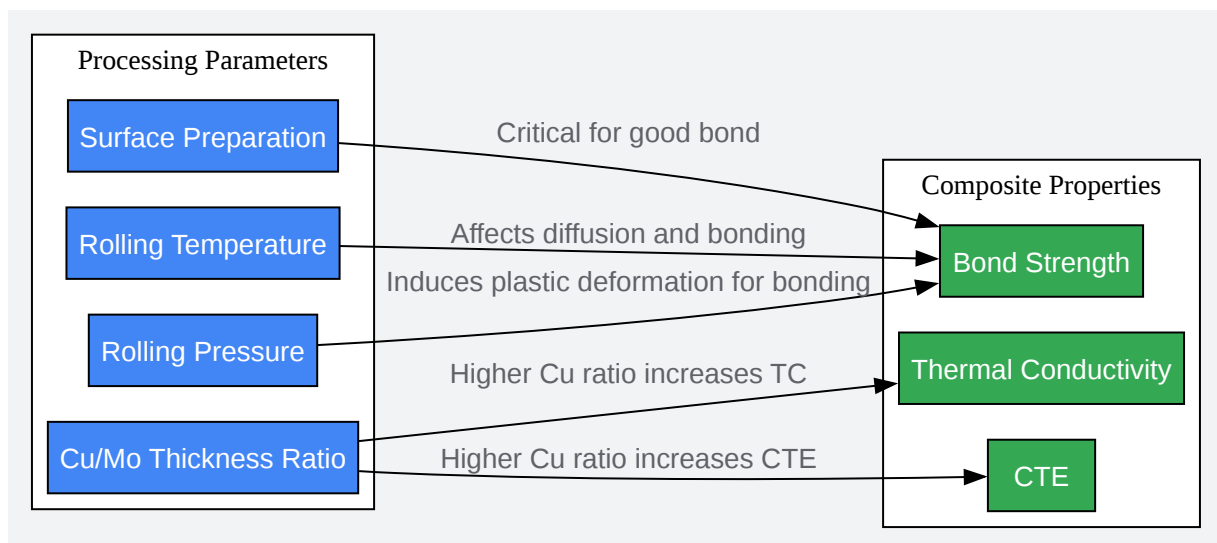 Processing Parameters
Surface Preparation
Rolling Temperature
Rolling Pressure
Cu/Mo Thickness Ratio
Critical for good bond
Affects diffusion and bonding
Induces plastic deformation for bonding
Higher Cu ratio increases TC
Higher Cu ratio increases CTE
Composite Properties
Bond Strength
Thermal Conductivity
CTE